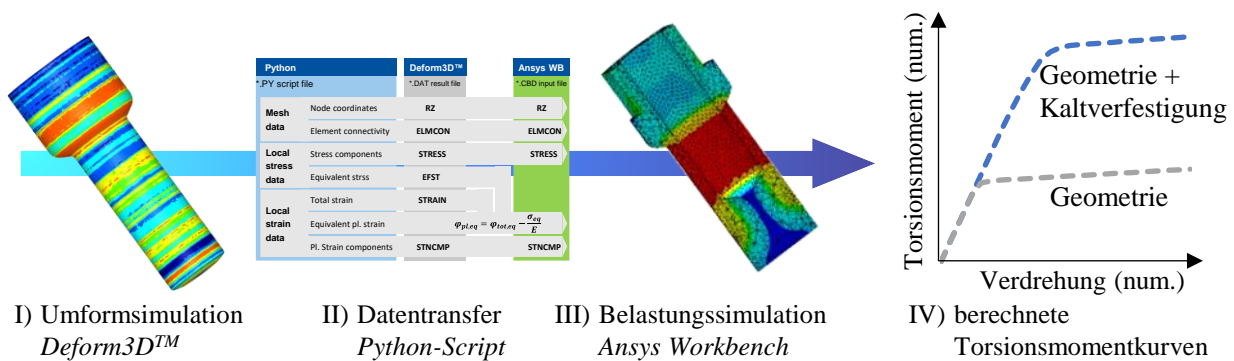 Python
Deform3D™
Ansys WB
*.PY script file
*.DAT result file
*.CBD input file
Mesh data
Node coordinates
RZ
RZ
Element connectivity
ELMCON
ELMCON
Local stress data
Stress components
STRESS
STRESS
Equivalent strss
EFST
Local strain data
Total strain
STRAIN
Equivalent pl. strain
φpl,eq = φtot,eq − σeq/E
Pl. Strain components
STNCMP
STNCMP
Torsionsmoment (num.)
Geometrie +
Kaltverfestigung
Geometrie
Verdrehung (num.)
I) Umformsimulation
Deform3D™
II) Datentransfer
Python-Script
III) Belastungssimulation
Ansys Workbench
IV) berechnete
Torsionsmomentkurven